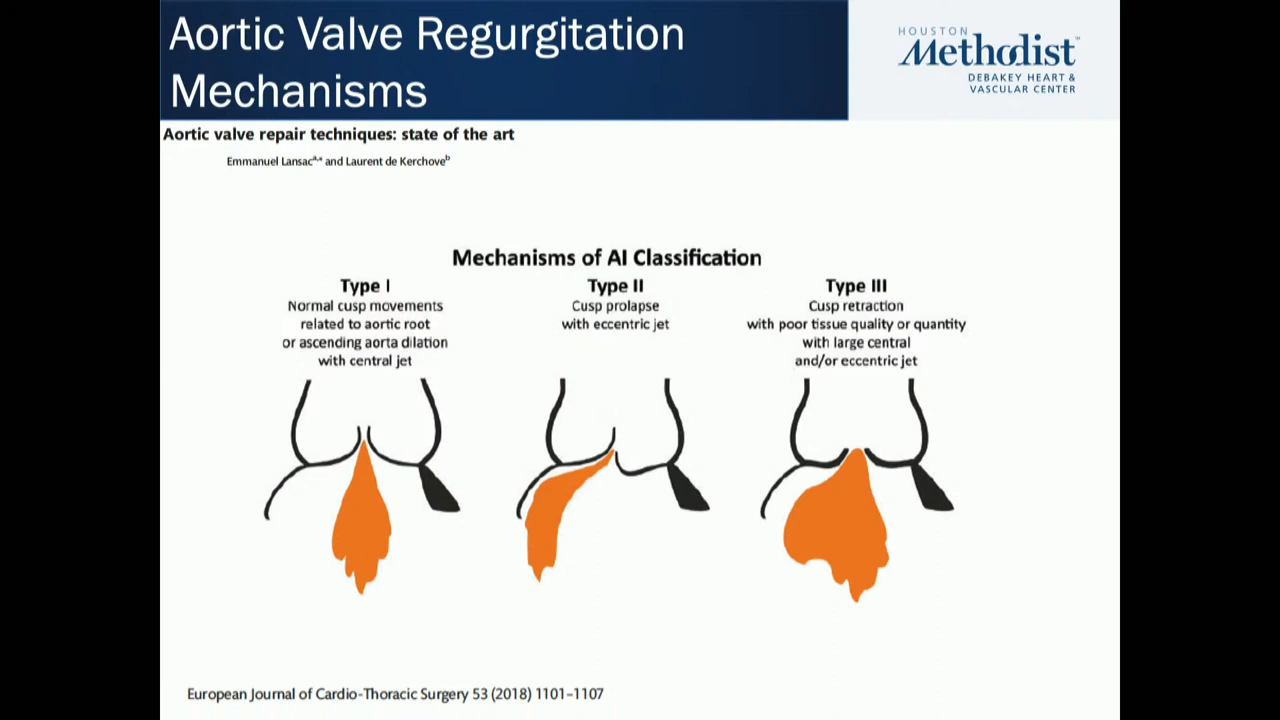 Aortic Valve Regurgitation
Mechanisms
HOUSTON
Methodist™
DEBAKEY HEART &
VASCULAR CENTER
Aortic valve repair techniques: state of the art
Emmanuel Lansacᵃ,* and Laurent de Kerchoveᵇ
Mechanisms of AI Classification
Type I
Normal cusp movements
related to aortic root
or ascending aorta dilation
with central jet
Type II
Cusp prolapse
with eccentric jet
Type III
Cusp retraction
with poor tissue quality or quantity
with large central
and/or eccentric jet
European Journal of Cardio-Thoracic Surgery 53 (2018) 1101–1107